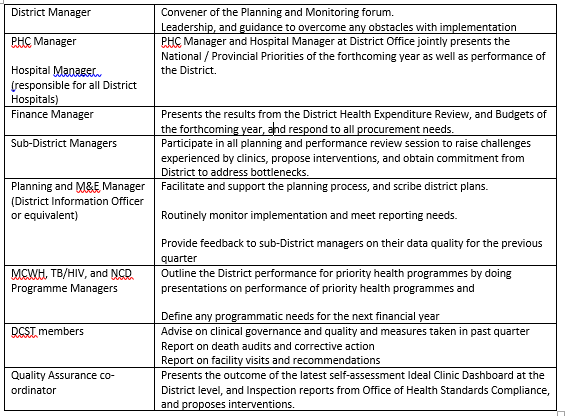 District Manager
Convener of the Planning and Monitoring forum.
Leadership, and guidance to overcome any obstacles with implementation
PHC Manager
Hospital Manager
(responsible for all District
Hospitals)
PHC Manager and Hospital Manager at District Office jointly presents the
National / Provincial Priorities of the forthcoming year as well as performance of
the District.
Finance Manager
Presents the results from the District Health Expenditure Review, and Budgets of
the forthcoming year, and respond to all procurement needs.
Sub-District Managers
Participate in all planning and performance review session to raise challenges
experienced by clinics, propose interventions, and obtain commitment from
District to address bottlenecks.
Planning and M&E Manager
(District Information Officer
or equivalent)
Facilitate and support the planning process, and scribe district plans.
Routinely monitor implementation and meet reporting needs.
Provide feedback to sub-District managers on their data quality for the previous
quarter
MCWH, TB/HIV, and NCD
Programme Managers
Outline the District performance for priority health programmes by doing
presentations on performance of priority health programmes and
Define any programmatic needs for the next financial year
DCST members
Advise on clinical governance and quality and measures taken in past quarter
Report on death audits and corrective action
Report on facility visits and recommendations
Quality Assurance co-
ordinator
Presents the outcome of the latest self-assessment Ideal Clinic Dashboard at the
District level, and Inspection reports from Office of Health Standards Compliance,
and proposes interventions.